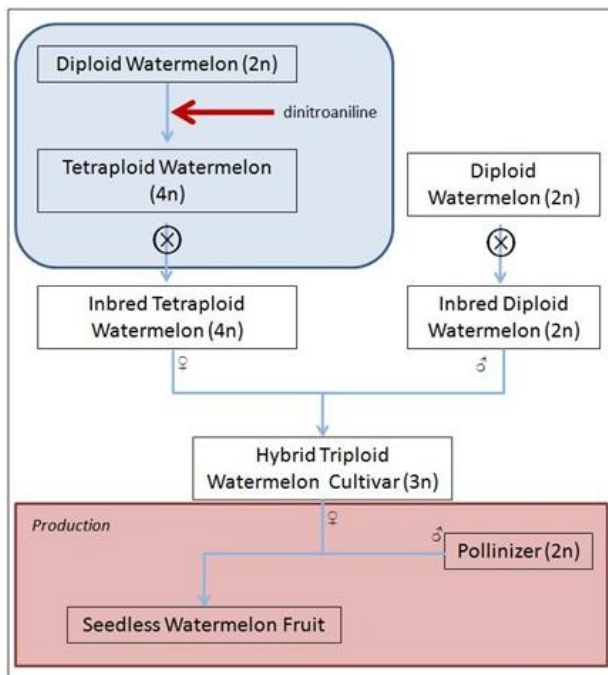 Diploid Watermelon (2n)
dinitroaniline
Tetraploid Watermelon
(4n)
Diploid
Watermelon (2n)
Inbred Tetraploid
Watermelon (4n)
Inbred Diploid
Watermelon (2n)
♀
♂
Hybrid Triploid
Watermelon Cultivar (3n)
Production
♀
♂
Pollinizer (2n)
Seedless Watermelon Fruit